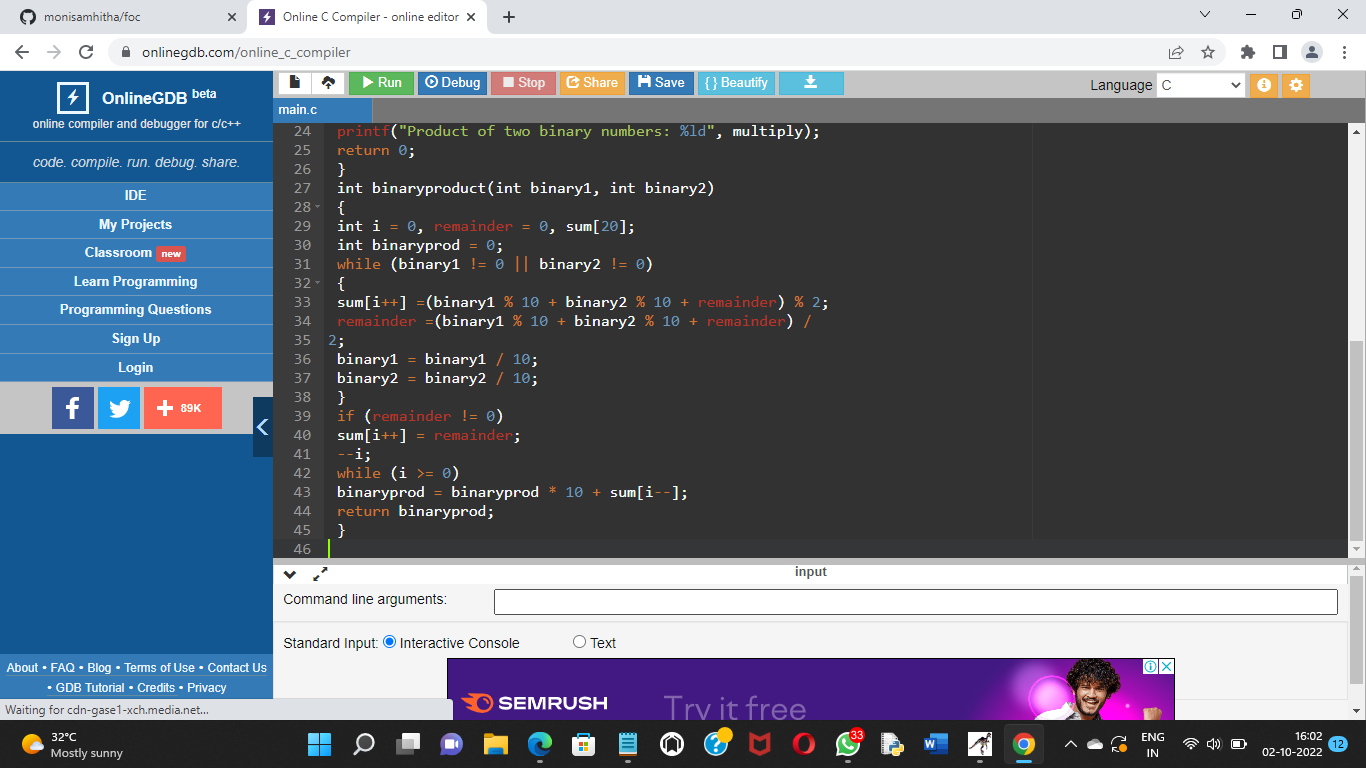 monisamhitha/foc
Online C Compiler - online editor
onlinegdb.com/online_c_compiler
OnlineGDB beta
online compiler and debugger for c/c++
code. compile. run. debug. share.
IDE
My Projects
Classroom new
Learn Programming
Programming Questions
Sign Up
Login
89K
About • FAQ • Blog • Terms of Use • Contact Us
• GDB Tutorial • Credits • Privacy
Waiting for cdn-gase1-xch.media.net...
Run Debug Stop Share Save { } Beautify
Language C
main.c
24 printf("Product of two binary numbers: %ld", multiply);
25 return 0;
26 }
27 int binaryproduct(int binary1, int binary2)
28 {
29 int i = 0, remainder = 0, sum[20];
30 int binaryprod = 0;
31 while (binary1 != 0 || binary2 != 0)
32 {
33 sum[i++] =(binary1 % 10 + binary2 % 10 + remainder) % 2;
34 remainder =(binary1 % 10 + binary2 % 10 + remainder) /
35 2;
36 binary1 = binary1 / 10;
37 binary2 = binary2 / 10;
38 }
39 if (remainder != 0)
40 sum[i++] = remainder;
41 --i;
42 while (i >= 0)
43 binaryprod = binaryprod * 10 + sum[i--];
44 return binaryprod;
45 }
46
input
Command line arguments:
Standard Input: Interactive Console Text
SEMRUSH
Try it free
32°C
Mostly sunny
33
ENG
IN
16:02
02-10-2022
12